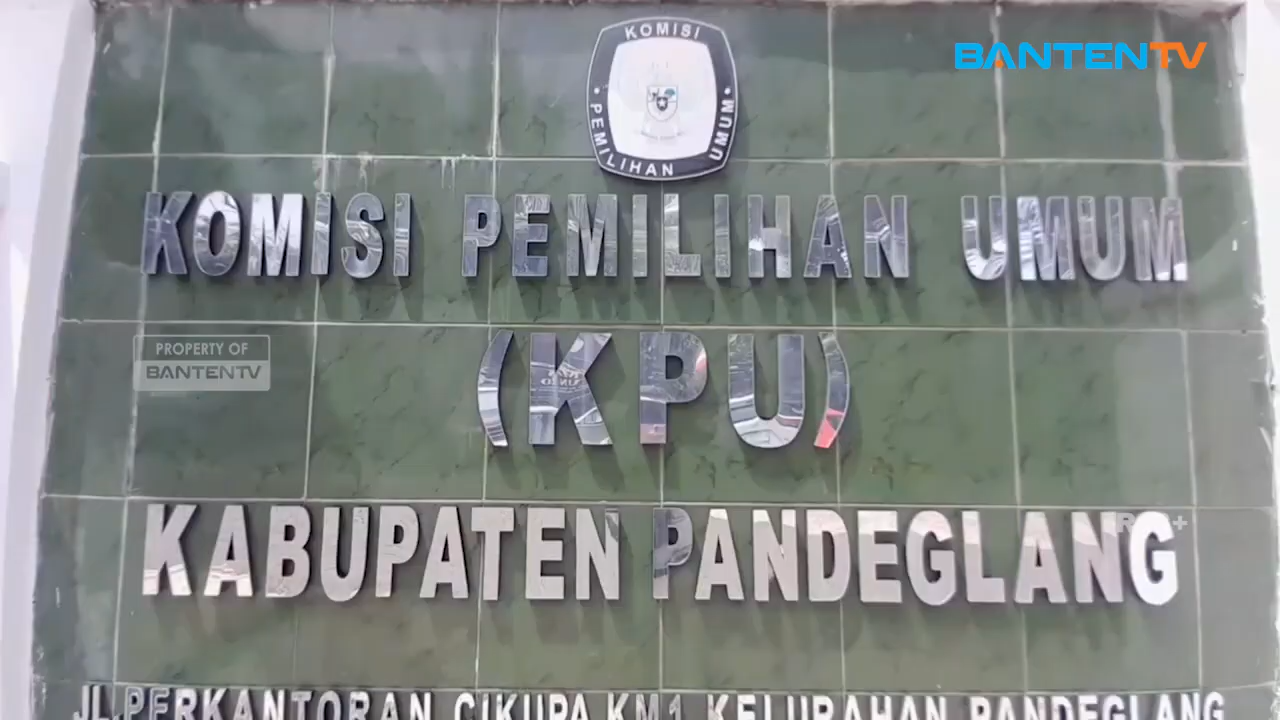 BANTENTV
KOMISI
PEMILIHAN UMUM
KOMISI PEMILIHAN UMUM
PROPERTY OF
BANTENTV
(KPU)
KABUPATEN PANDEGLANG
JL.PERKANTORAN CIKUPA KM1 KELURAHAN PANDEGLANG